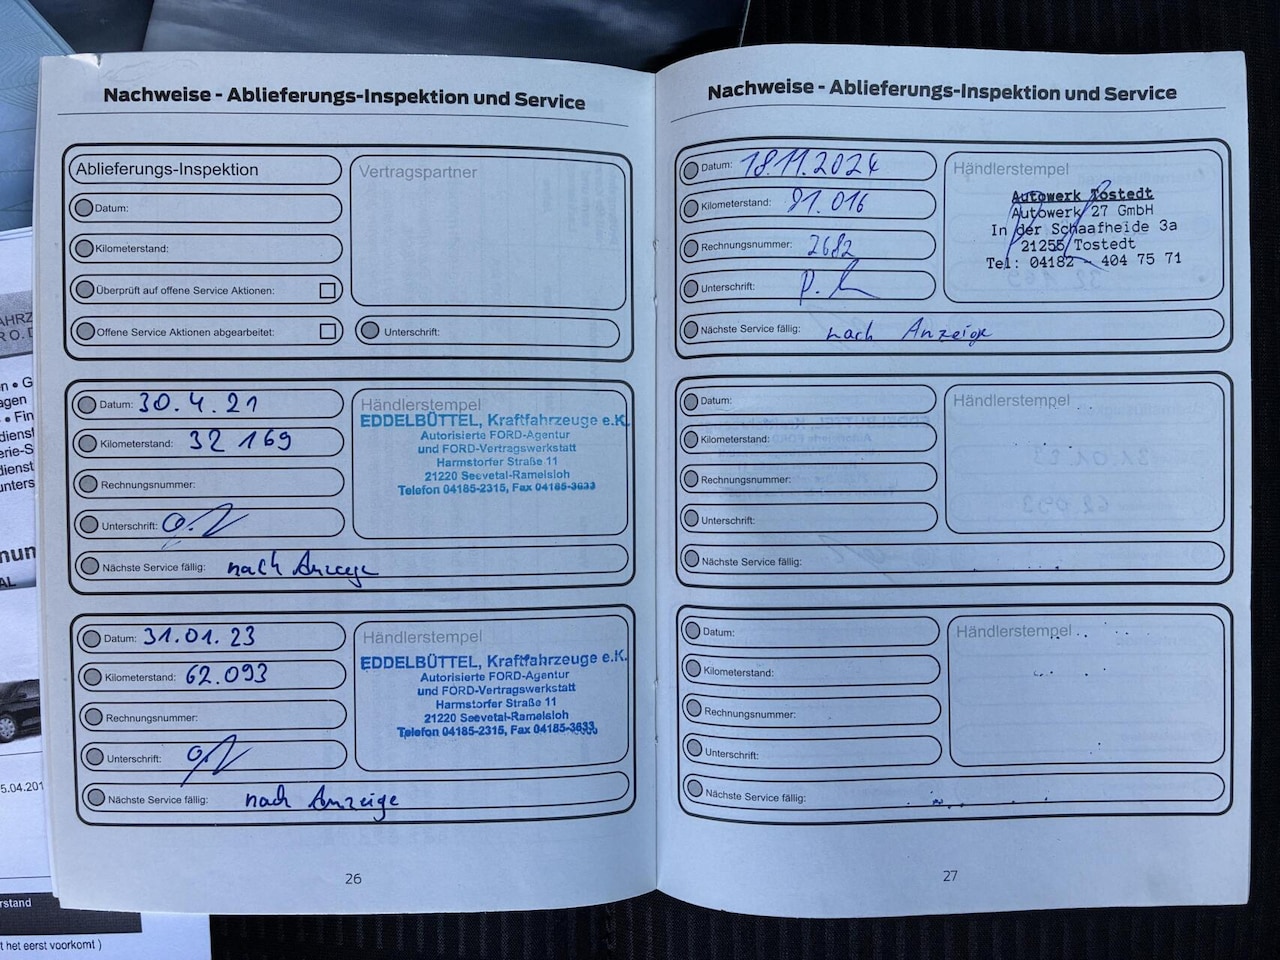 Nachweise - Ablieferungs-Inspektion und Service
Ablieferungs-Inspektion
Vertragspartner
Datum:
Kilometerstand:
Überprüft auf offene Service Aktionen:
Offene Service Aktionen abgearbeitet:
Unterschrift:
Datum: 30.4.21
Kilometerstand: 32 169
Rechnungsnummer:
Unterschrift:
Nächste Service fällig: nach Anzeige
Händlerstempel
EDDELBÜTTEL, Kraftfahrzeuge e.K.
Autorisierte FORD-Agentur
und FORD-Vertragswerkstatt
Harmstorfer Straße 11
21220 Seevetal-Ramelsloh
Telefon 04185-2315, Fax 04185-3633
Datum: 31.01.23
Kilometerstand: 62.093
Rechnungsnummer:
Unterschrift:
Nächste Service fällig: nach Anzeige
Händlerstempel
EDDELBÜTTEL, Kraftfahrzeuge e.K.
Autorisierte FORD-Agentur
und FORD-Vertragswerkstatt
Harmstorfer Straße 11
21220 Seevetal-Ramelsloh
Telefon 04185-2315, Fax 04185-3633
26
Nachweise - Ablieferungs-Inspektion und Service
Datum: 18.11.2024
Kilometerstand: 91.016
Rechnungsnummer: 2682
Unterschrift:
Nächste Service fällig: nach Anzeige
Händlerstempel
Autowerk Tostedt
Autowerk 27 GmbH
In der Schaafheide 3a
21255 Tostedt
Tel: 04182 - 404 75 71
Datum:
Kilometerstand:
Rechnungsnummer:
Unterschrift:
Nächste Service fällig:
Händlerstempel
Datum:
Kilometerstand:
Rechnungsnummer:
Unterschrift:
Nächste Service fällig:
Händlerstempel
27
t het eerst voorkomt )